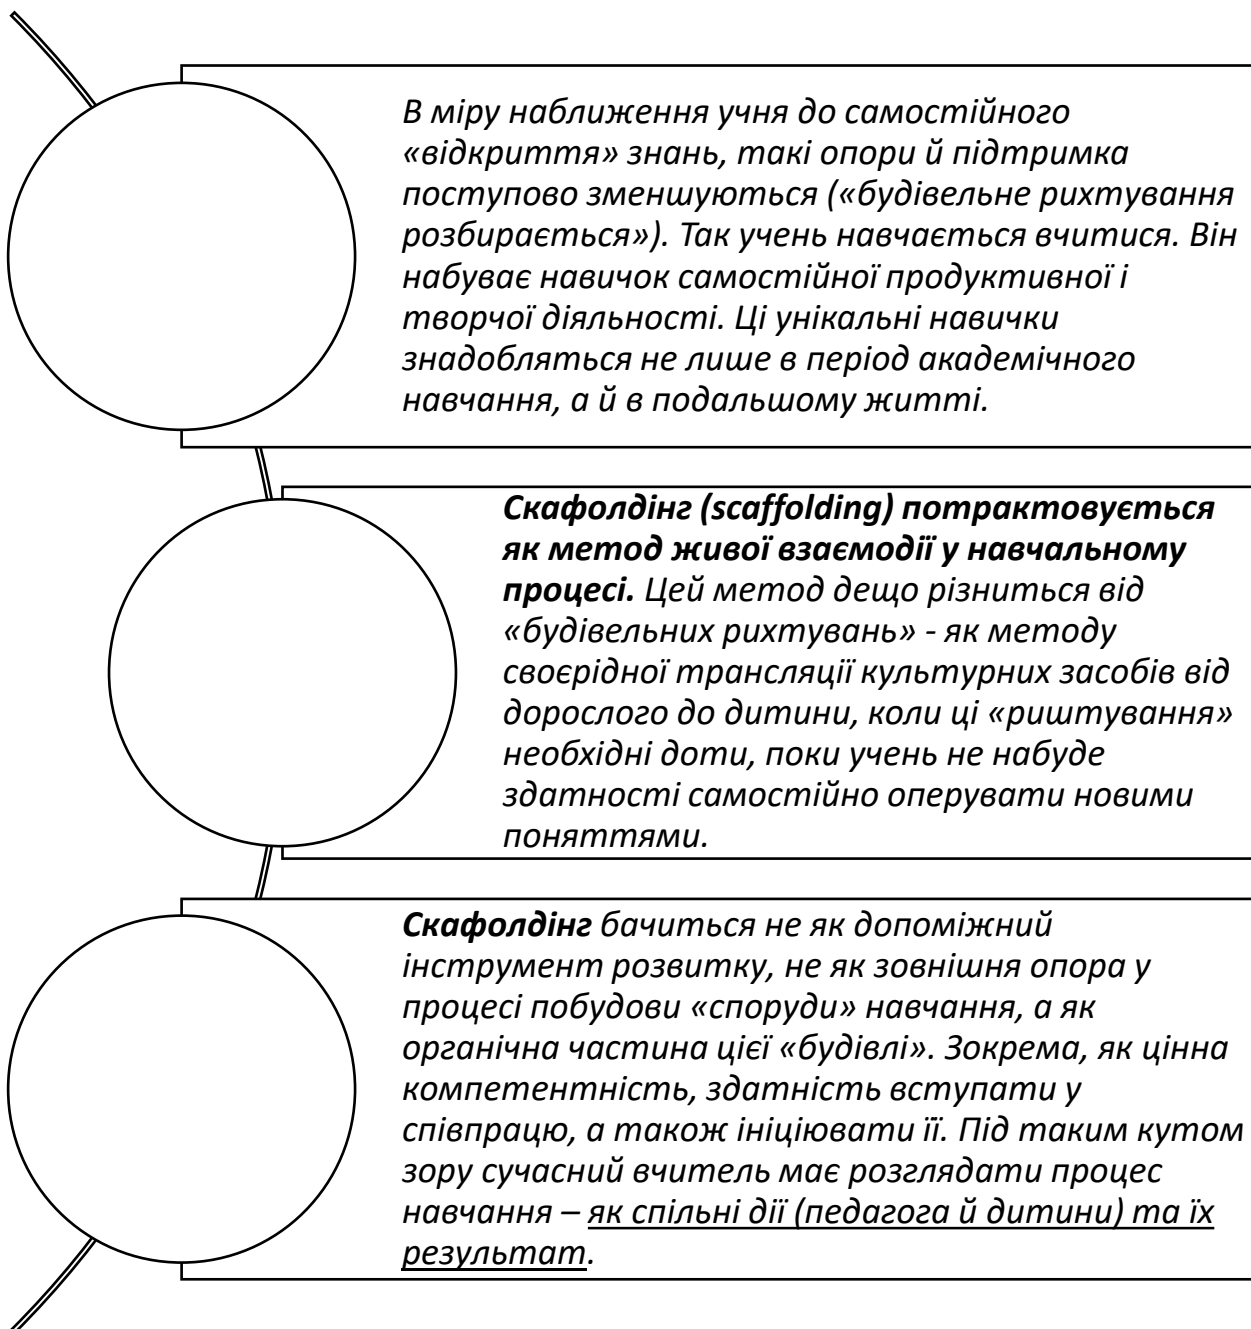 В міру наближення учня до самостійного
«відкриття» знань, такі опори й підтримка
поступово зменшуються («будівельне рихтування
розбирається»). Так учень навчається вчитися. Він
набуває навичок самостійної продуктивної і
творчої діяльності. Ці унікальні навички
знадобляться не лише в період академічного
навчання, а й в подальшому житті.
Скафолдінг (scaffolding) потрактовується
як метод живої взаємодії у навчальному
процесі. Цей метод дещо різниться від
«будівельних рихтувань» - як методу
своєрідної трансляції культурних засобів від
дорослого до дитини, коли ці «риштування»
необхідні доти, поки учень не набуде
здатності самостійно оперувати новими
поняттями.
Скафолдінг бачиться не як допоміжний
інструмент розвитку, не як зовнішня опора у
процесі побудови «споруди» навчання, а як
органічна частина цієї «будівлі». Зокрема, як цінна
компетентність, здатність вступати у
співпрацю, а також ініціювати її. Під таким кутом
зору сучасний вчитель має розглядати процес
навчання – як спільні дії (педагога й дитини) та їх
результат.